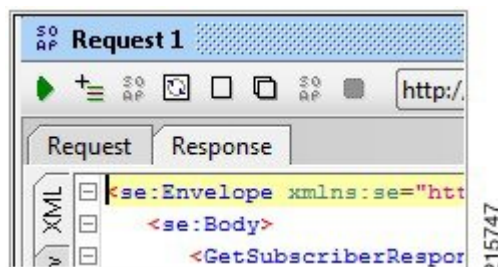 SO AP Request 1
SO AP SO AP http:/
Request Response
XML
<se:Envelope xmlns:se="htt
<se:Body>
<GetSubscriberRespor
215747